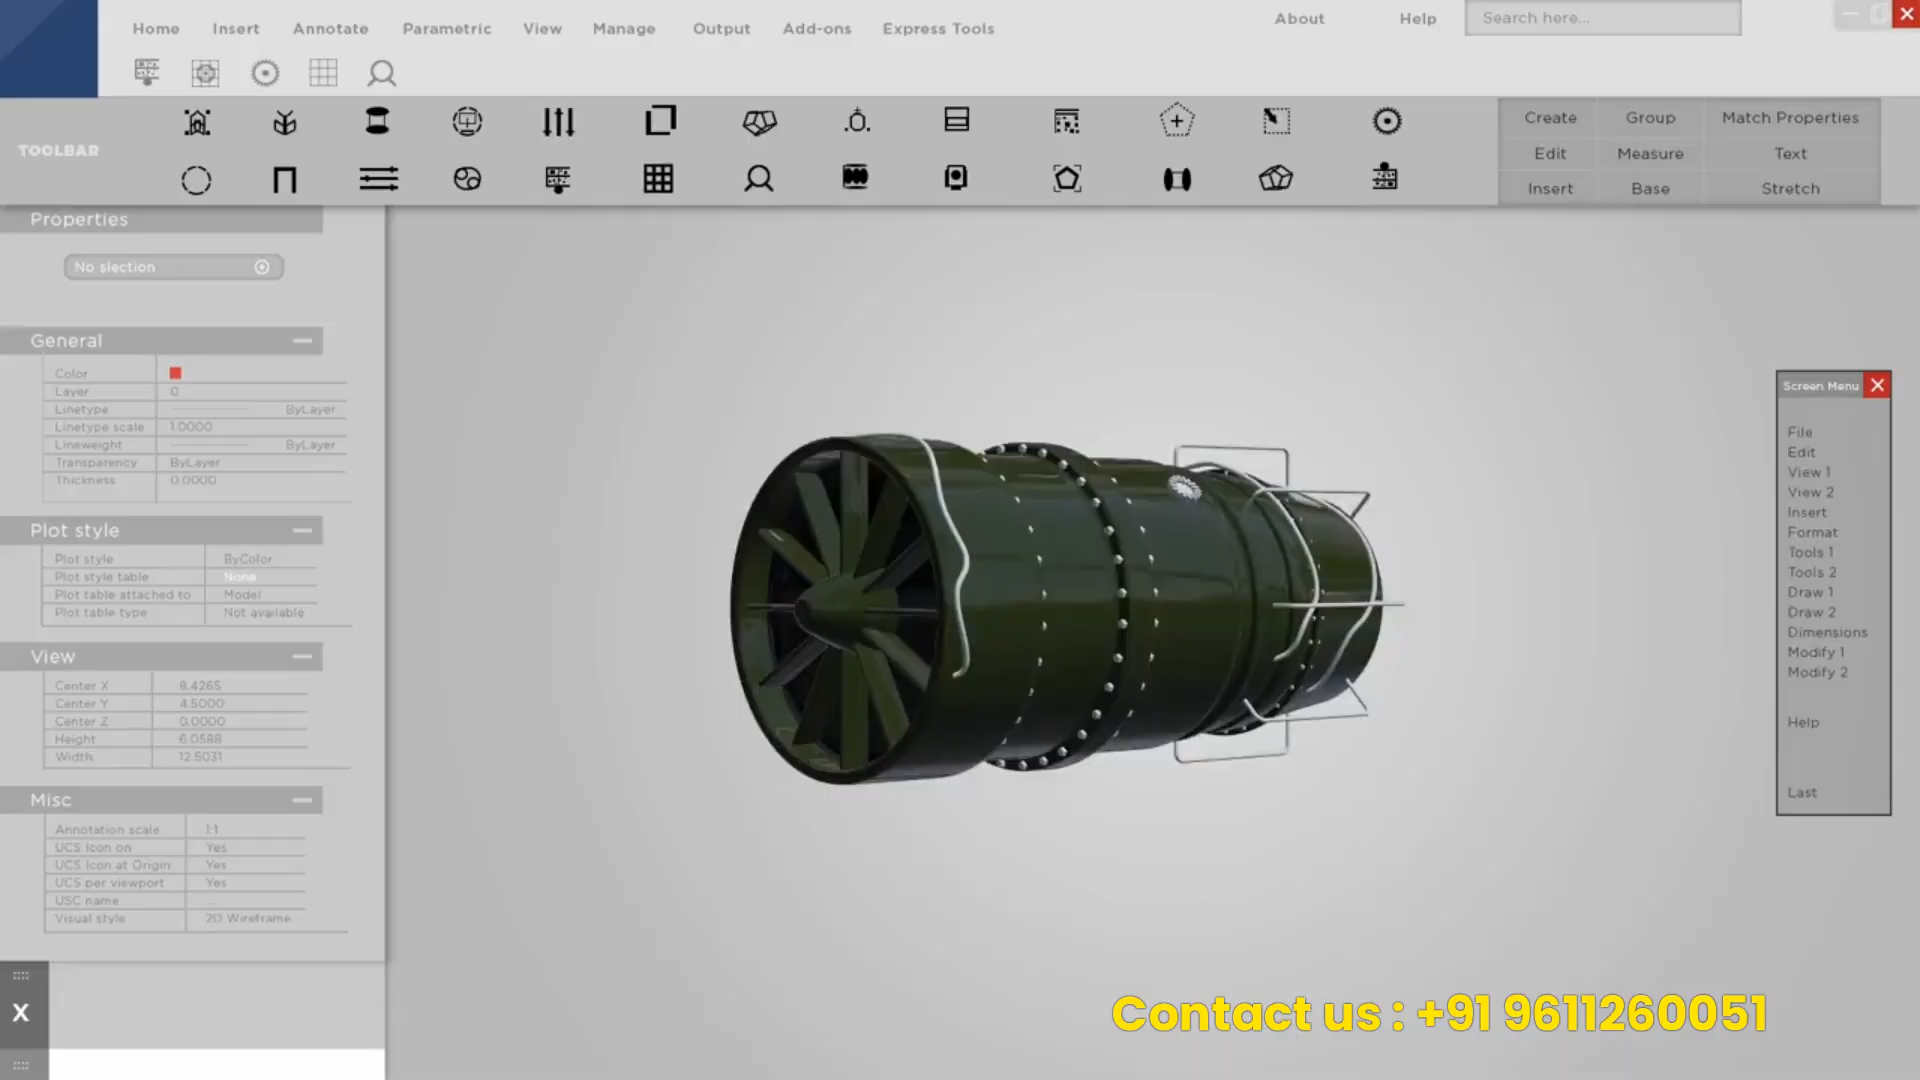 Home Insert Annotate Parametric View Manage Output Add-ons Express Tools
About Help Search here...
TOOLBAR
Create Group Match Properties
Edit Measure Text
Insert Base Stretch
Properties
No slection
General
Color
Layer 0
Linetype ByLayer
Linetype scale 1.0000
Lineweight ByLayer
Transparency ByLayer
Thickness 0.0000
Plot style
Plot style ByColor
Plot style table None
Plot table attached to Model
Plot table type Not available
View
Center X 8.4265
Center Y 4.5000
Center Z 0.0000
Height 6.0588
Width 12.5031
Misc
Annotation scale 1:1
UCS Icon on Yes
UCS Icon at Origin Yes
UCS per viewport Yes
USC name
Visual style 2D Wireframe
X
Screen Menu
File
Edit
View 1
View 2
Insert
Format
Tools 1
Tools 2
Draw 1
Draw 2
Dimensions
Modify 1
Modify 2
Help
Last
Contact us : +91 9611260051